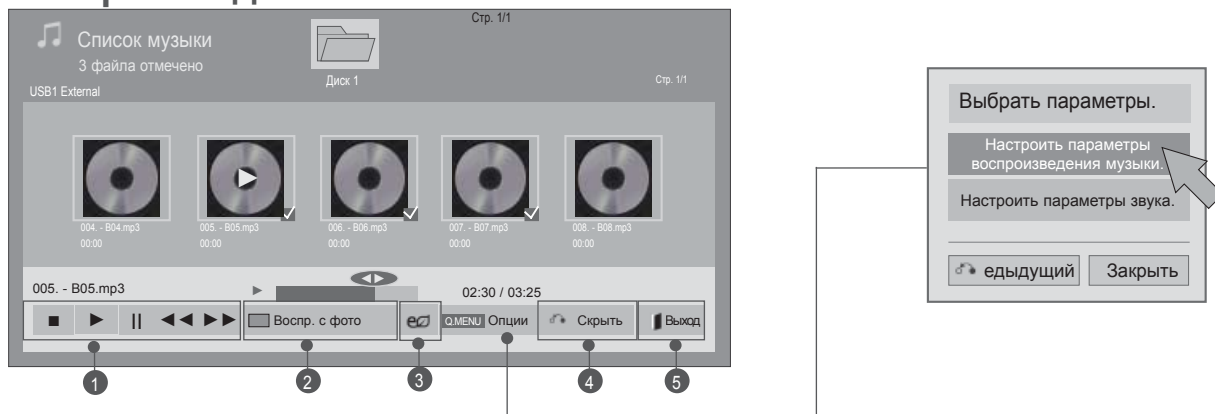 Стр. 1/1
Список музыки
3 файла отмечено
Диск 1
Стр. 1/1
USB1 External
004. - B04.mp3
00:00
005. - B05.mp3
00:00
006. - B06.mp3
00:00
007. - B07.mp3
00:00
008. - B08.mp3
00:00
005. - B05.mp3
02:30 / 03:25
Воспр. с фото
Q.MENU Опции
Скрыть
Выход
1
2
3
4
5
Выбрать параметры.
Настроить параметры
воспроизведения музыки.
Настроить параметры звука.
едыдущий
Закрыть